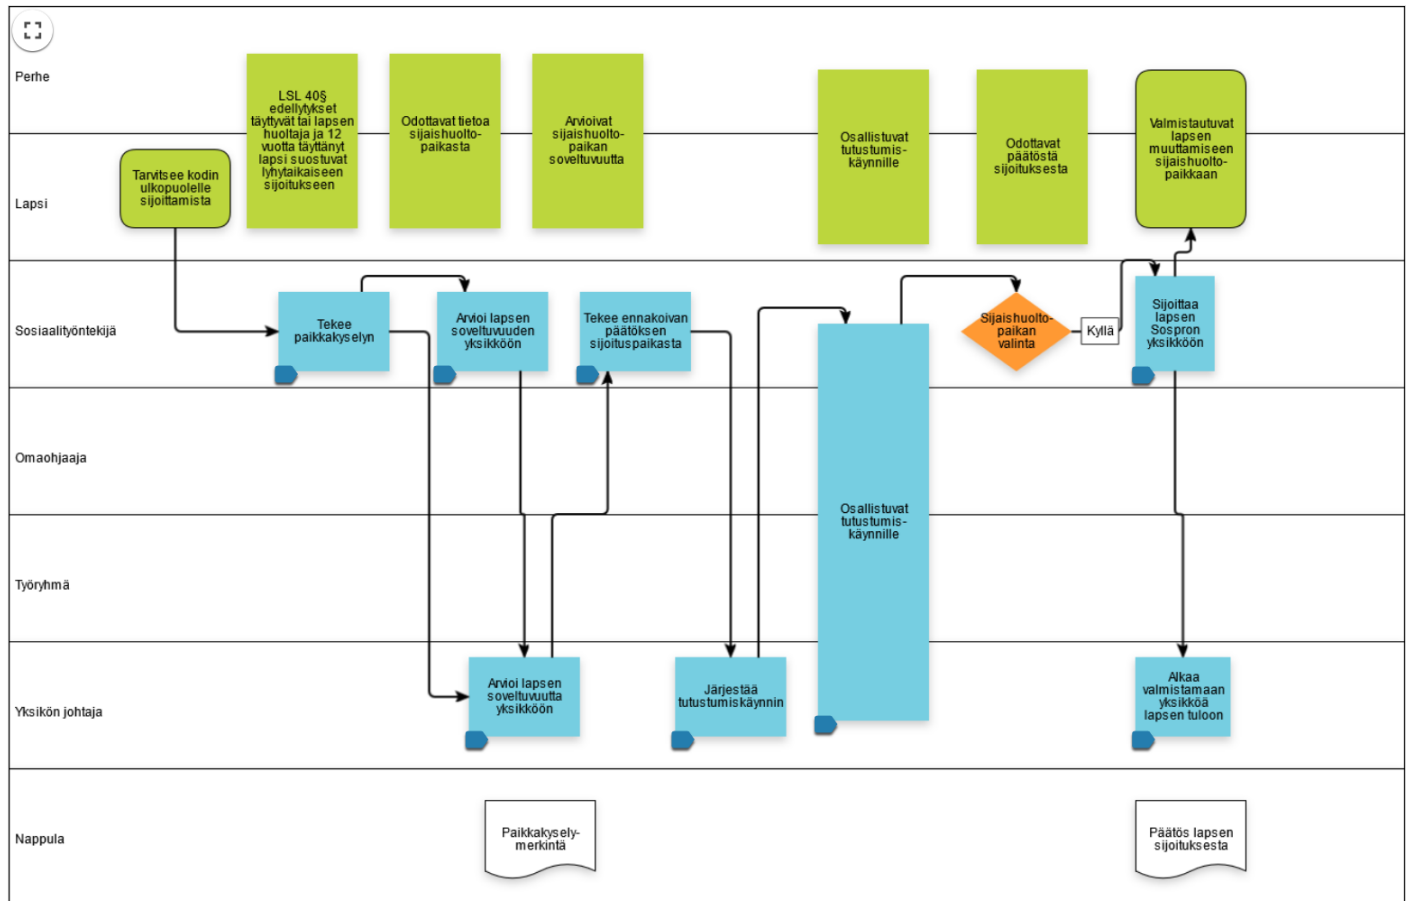 Perhe
LSL 40§
edellytykset
täyttyvät tai lapsen
huoltaja ja 12
vuotta täyttänyt
lapsi suostuvat
lyhytaikaiseen
sijoitukseen
Odottavat tietoa
sijaishuolto-
paikasta
Arvioivat
sijaishuolto-
paikan
soveltuvuutta
Osallistuvat
tutustumis-
käynnille
Odottavat
päätöstä
sijoituksesta
Valmistautuvat
lapsen
muuttamiseen
sijaishuolto-
paikkaan
Lapsi
Tarvitsee kodin
ulkopuolelle
sijoittamista
Sosiaalityöntekijä
Tekee
paikkakyselyn
Arvioi lapsen
soveltuvuuden
yksikköön
Tekee ennakoivan
päätöksen
sijoituspaikasta
Sijaishuolto-
paikan
valinta
Kyllä
Sijoittaa
lapsen
Sospron
yksikköön
Omaohjaaja
Osallistuvat
tutustumis-
käynnille
Työryhmä
Yksikön johtaja
Arvioi lapsen
soveltuvuutta
yksikköön
Järjestää
tutustumiskäynnin
Alkaa
valmistamaan
yksikköä
lapsen tuloon
Nappula
Paikkakysely-
merkintä
Päätös lapsen
sijoituksesta